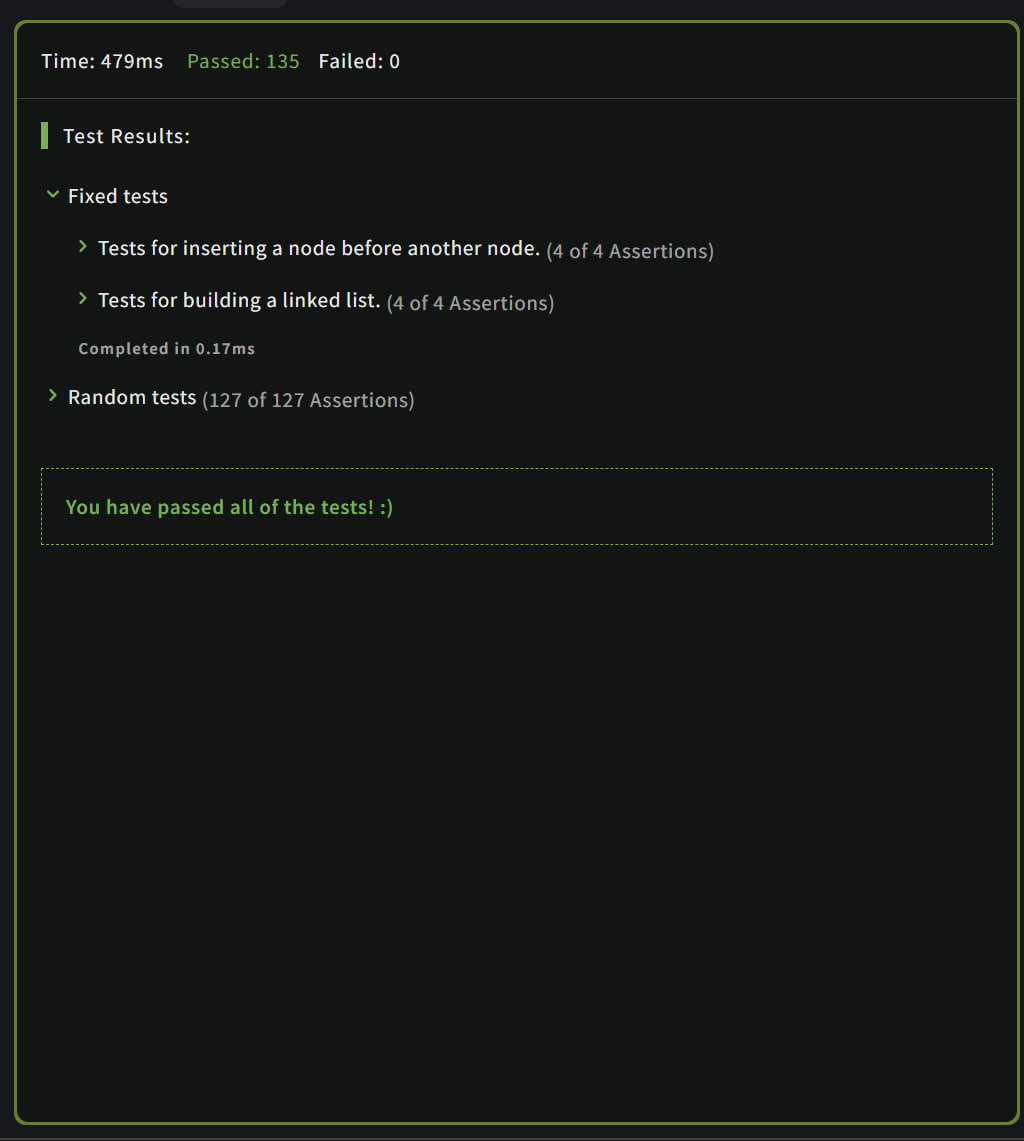 Time: 479ms Passed: 135 Failed: 0
Test Results:
Fixed tests
Tests for inserting a node before another node. (4 of 4 Assertions)
Tests for building a linked list. (4 of 4 Assertions)
Completed in 0.17ms
Random tests (127 of 127 Assertions)
You have passed all of the tests! :)